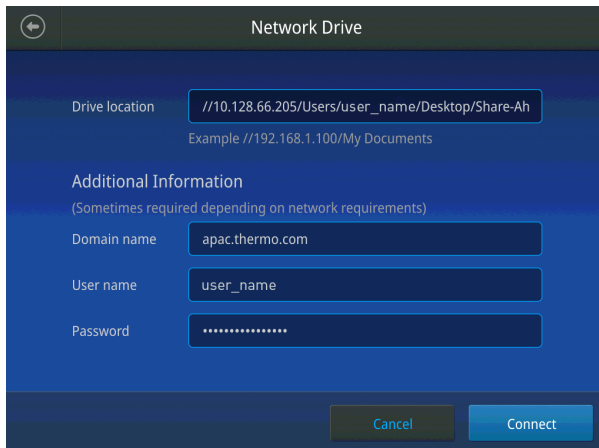 Network Drive
Drive location //10.128.66.205/Users/user_name/Desktop/Share-Ah
Example //192.168.1.100/My Documents
Additional Information
(Sometimes required depending on network requirements)
Domain name apac.thermo.com
User name user_name
Password ••••••••••••••••
Cancel Connect